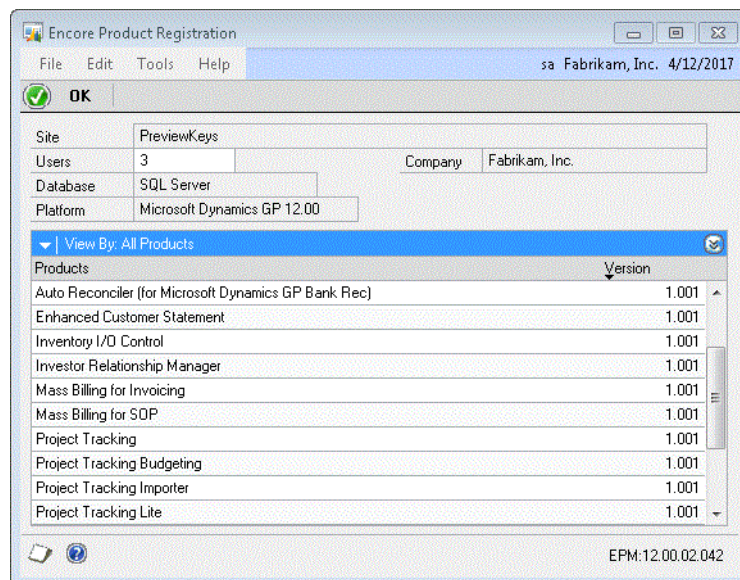 Encore Product Registration
File Edit Tools Help sa Fabrikam, Inc. 4/12/2017
OK
Site PreviewKeys
Users 3 Company Fabrikam, Inc.
Database SQL Server
Platform Microsoft Dynamics GP 12.00
View By: All Products
Products Version
Auto Reconciler (for Microsoft Dynamics GP Bank Rec) 1.001
Enhanced Customer Statement 1.001
Inventory I/O Control 1.001
Investor Relationship Manager 1.001
Mass Billing for Invoicing 1.001
Mass Billing for SOP 1.001
Project Tracking 1.001
Project Tracking Budgeting 1.001
Project Tracking Importer 1.001
Project Tracking Lite 1.001
EPM:12.00.02.042